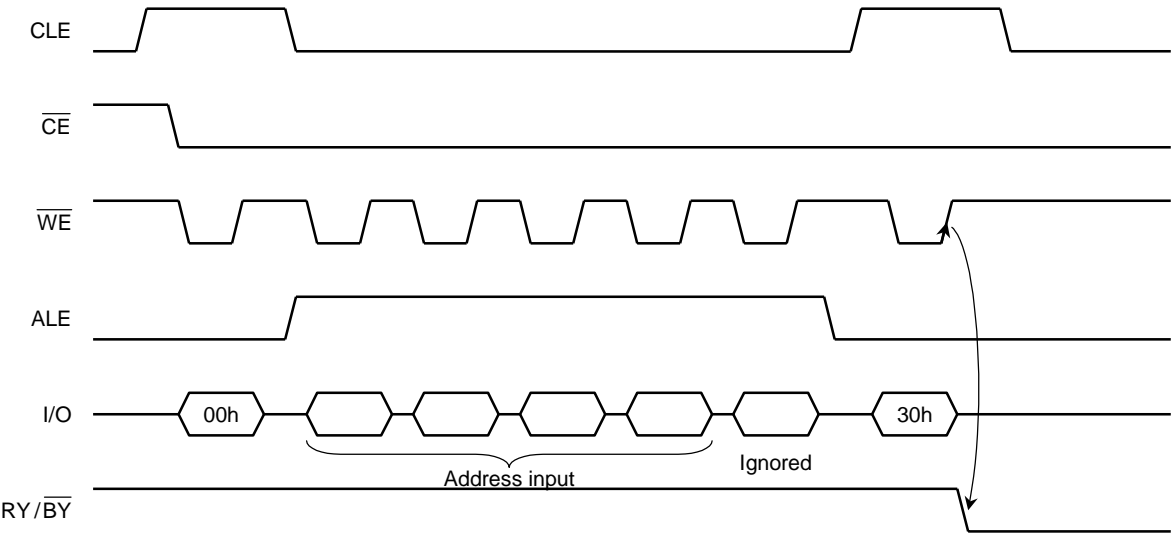 CLE
CE
WE
ALE
I/O
00h
30h
Address input
Ignored
RY/BY